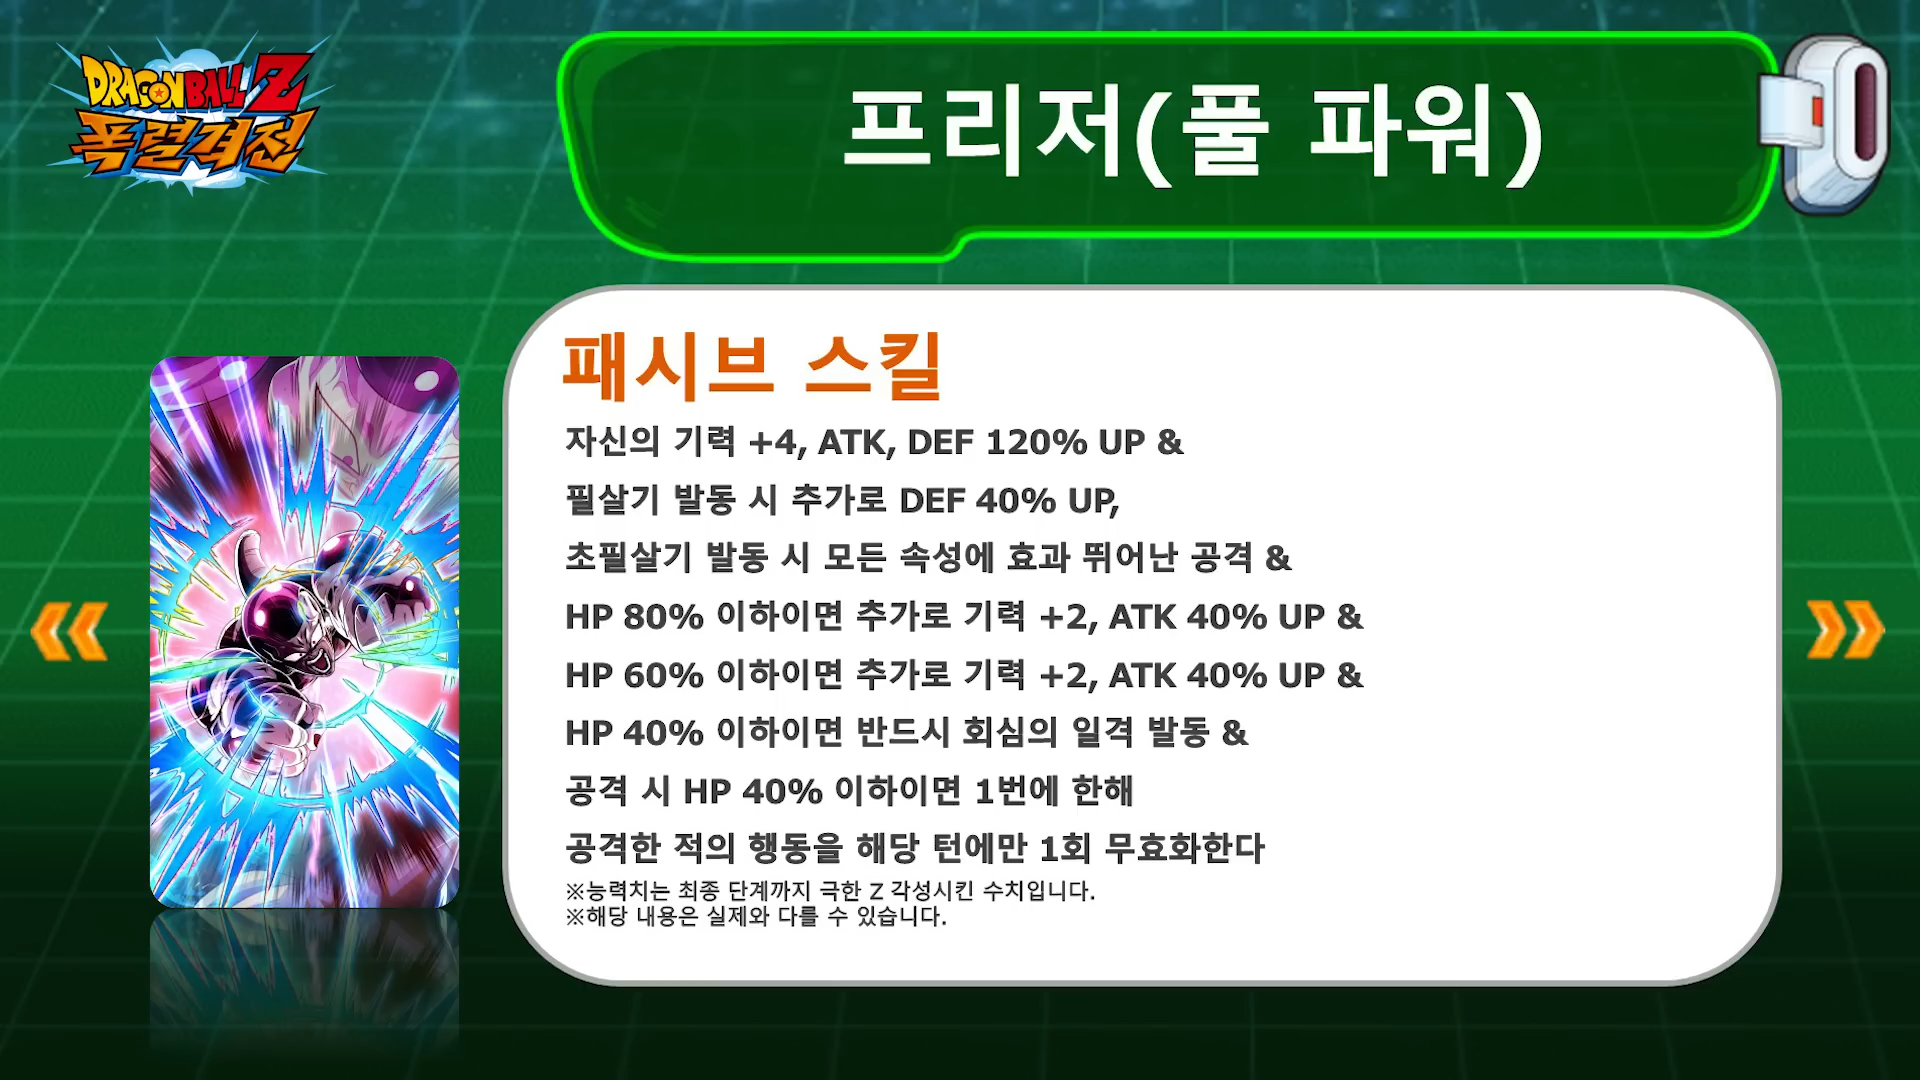 DRAGON BALL Z
폭렬격전
프리저(풀 파워)
패시브 스킬
자신의 기력 +4, ATK, DEF 120% UP &
필살기 발동 시 추가로 DEF 40% UP,
초필살기 발동 시 모든 속성에 효과 뛰어난 공격 &
HP 80% 이하이면 추가로 기력 +2, ATK 40% UP &
HP 60% 이하이면 추가로 기력 +2, ATK 40% UP &
HP 40% 이하이면 반드시 회심의 일격 발동 &
공격 시 HP 40% 이하이면 1번에 한해
공격한 적의 행동을 해당 턴에만 1회 무효화한다
※능력치는 최종 단계까지 극한 Z 각성시킨 수치입니다.
※해당 내용은 실제와 다를 수 있습니다.